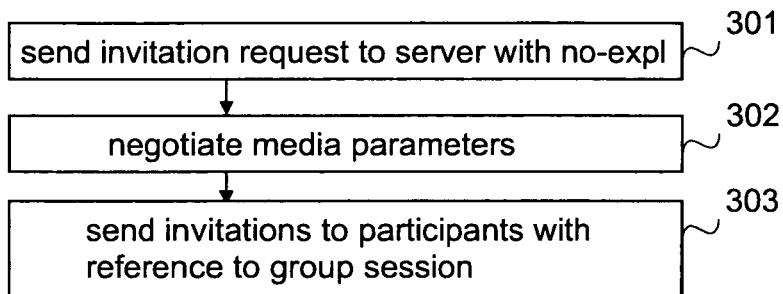 301
send invitation request to server with no-expl
302
negotiate media parameters
303
send invitations to participants with
reference to group session